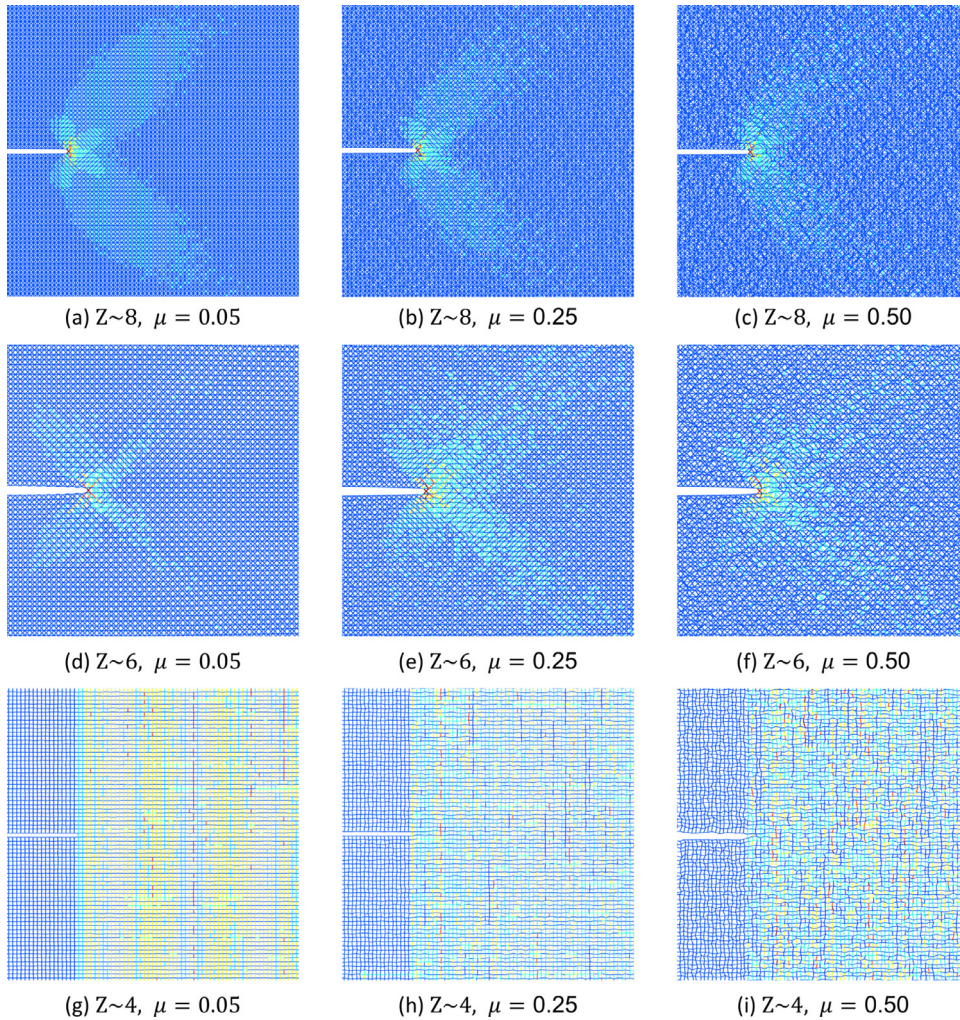 (a) Z~8, μ = 0.05
(b) Z~8, μ = 0.25
(c) Z~8, μ = 0.50
(d) Z~6, μ = 0.05
(e) Z~6, μ = 0.25
(f) Z~6, μ = 0.50
(g) Z~4, μ = 0.05
(h) Z~4, μ = 0.25
(i) Z~4, μ = 0.50